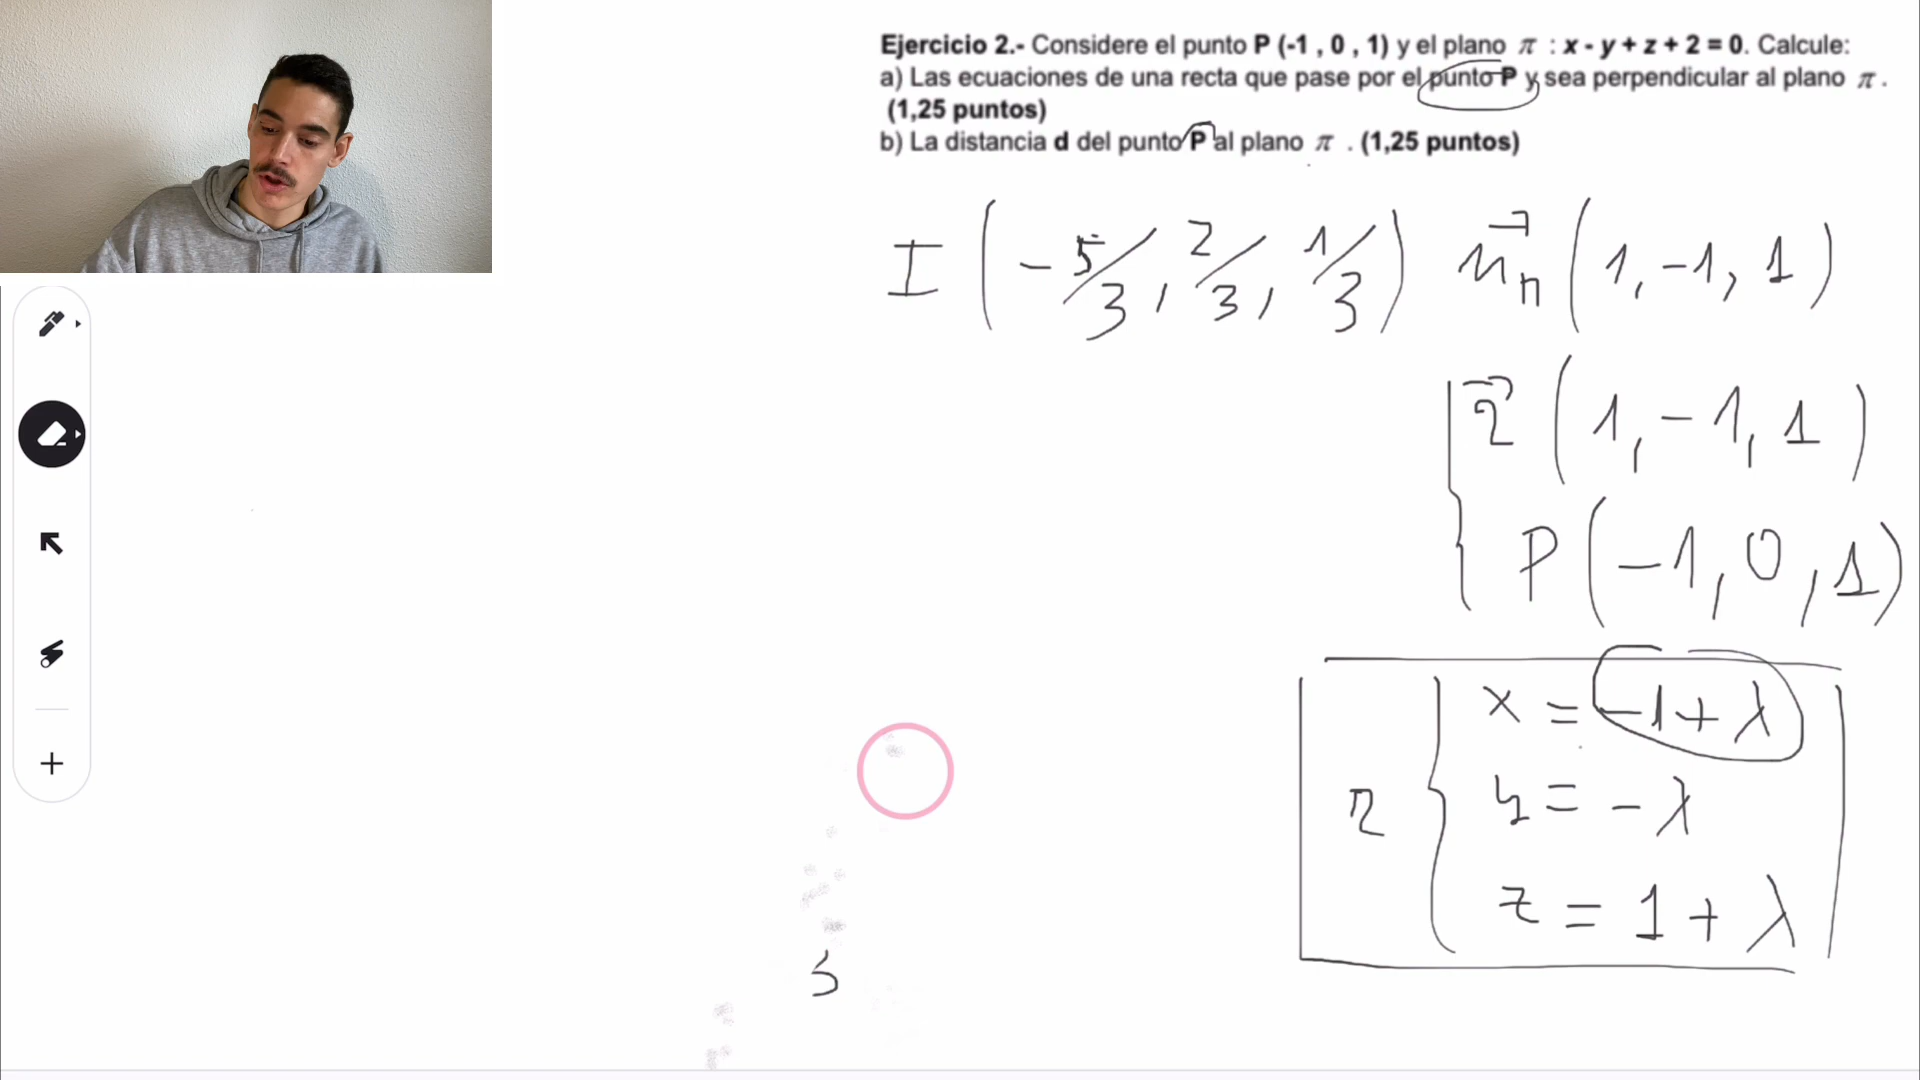 Ejercicio 2.- Considere el punto P (-1 , 0 , 1) y el plano π : x - y + z + 2 = 0. Calcule:
a) Las ecuaciones de una recta que pase por el punto P y sea perpendicular al plano π .
(1,25 puntos)
b) La distancia d del punto P al plano π . (1,25 puntos)
I (-5/3, 2/3, 1/3) n⃗π (1, -1, 1)
r⃗ (1, -1, 1)
P (-1, 0, 1)
x = -1 + λ
r { y = - λ
z = 1 + λ